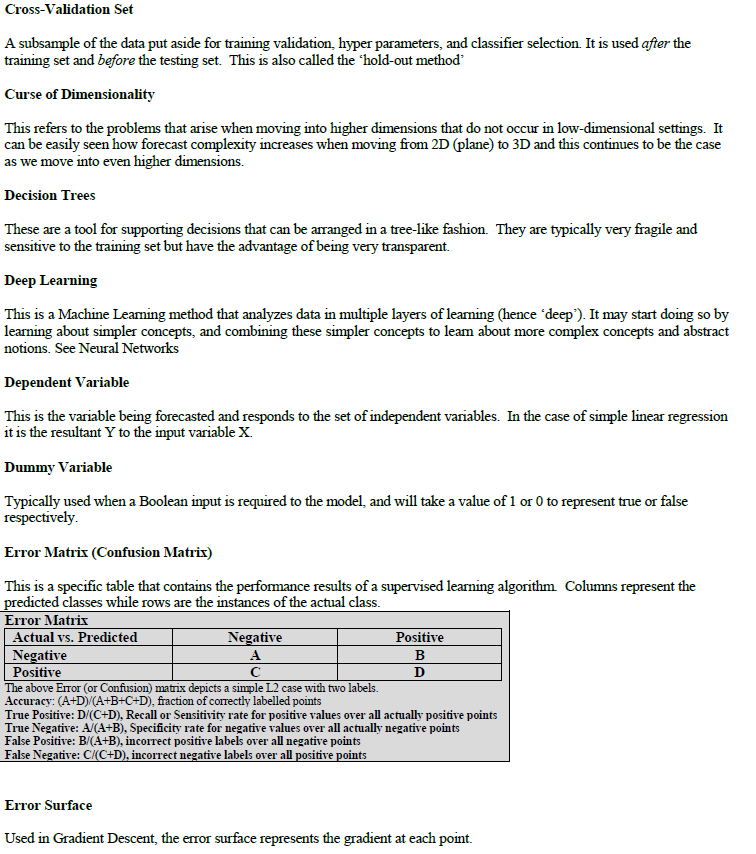 Cross-Validation Set
A subsample of the data put aside for training validation, hyper parameters, and classifier selection. It is used after the
training set and before the testing set.  This is also called the ‘hold-out method’
Curse of Dimensionality
This refers to the problems that arise when moving into higher dimensions that do not occur in low-dimensional settings.  It
can be easily seen how forecast complexity increases when moving from 2D (plane) to 3D and this continues to be the case
as we move into even higher dimensions.
Decision Trees
These are a tool for supporting decisions that can be arranged in a tree-like fashion.  They are typically very fragile and
sensitive to the training set but have the advantage of being very transparent.
Deep Learning
This is a Machine Learning method that analyzes data in multiple layers of learning (hence ‘deep’). It may start doing so by
learning about simpler concepts, and combining these simpler concepts to learn about more complex concepts and abstract
notions. See Neural Networks
Dependent Variable
This is the variable being forecasted and responds to the set of independent variables.  In the case of simple linear regression
it is the resultant Y to the input variable X.
Dummy Variable
Typically used when a Boolean input is required to the model, and will take a value of 1 or 0 to represent true or false
respectively.
Error Matrix (Confusion Matrix)
This is a specific table that contains the performance results of a supervised learning algorithm.  Columns represent the
predicted classes while rows are the instances of the actual class.
Error Matrix
Actual vs. Predicted Negative Positive
Negative A B
Positive C D
The above Error (or Confusion) matrix depicts a simple L2 case with two labels.
Accuracy: (A+D)/(A+B+C+D), fraction of correctly labelled points
True Positive: D/(C+D), Recall or Sensitivity rate for positive values over all actually positive points
True Negative: A/(A+B), Specificity rate for negative values over all actually negative points
False Positive: B/(A+B), incorrect positive labels over all negative points
False Negative: C/(C+D), incorrect negative labels over all positive points
Error Surface
Used in Gradient Descent, the error surface represents the gradient at each point.